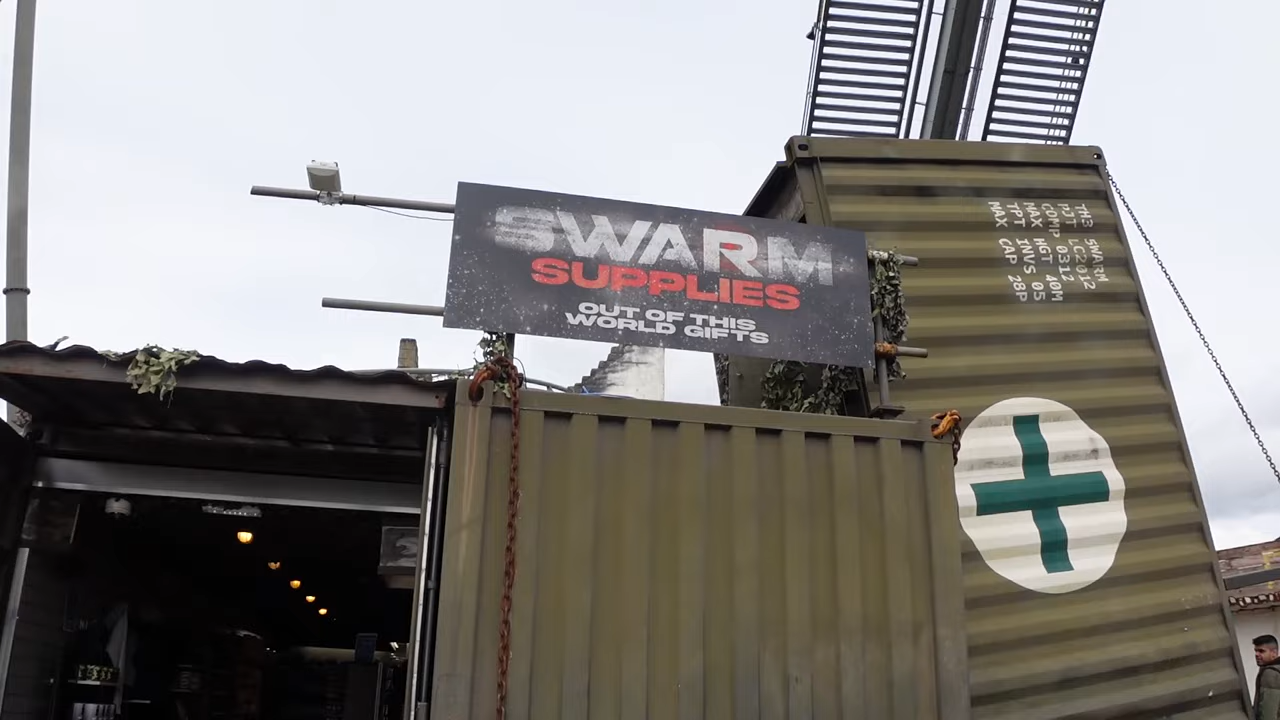 SWARM
SUPPLIES
OUT OF THIS
WORLD GIFTS
TH3 SWARM
PJT LC2012
COMP 0312
MAX HGT 40M
TPT INVS 05
MAX CAP 28P